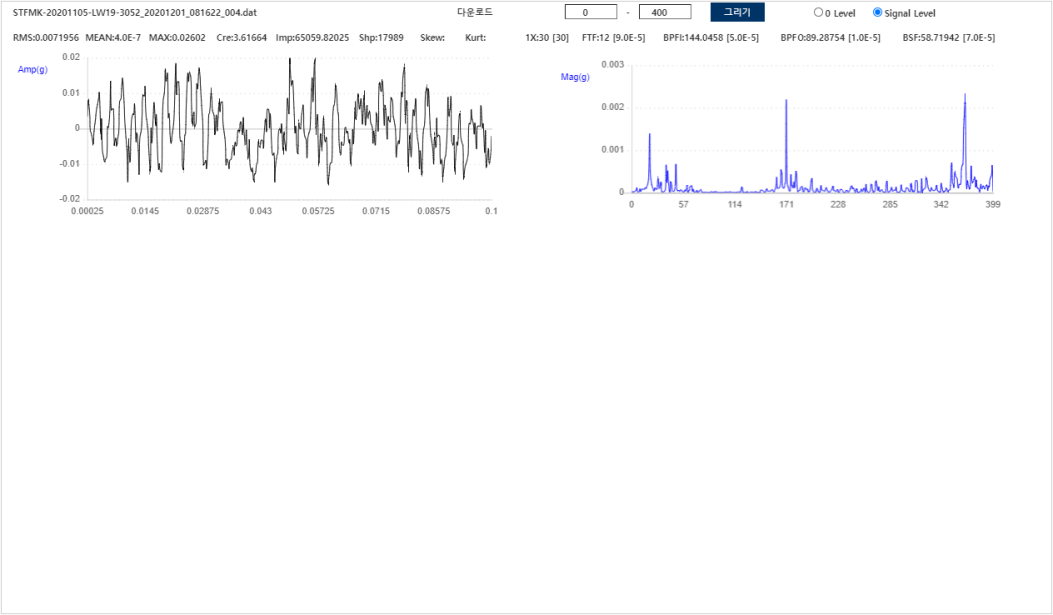 STFMK-20201105-LW19-3052_20201201_081622_004.dat 다운로드 0 - 400 그리기 0 Level Signal Level
RMS:0.0071956 MEAN:4.0E-7 MAX:0.02602 Cre:3.61664 Imp:65059.82025 Shp:17989 Skew: Kurt: 1X:30 [30] FTF:12 [9.0E-5] BPFI:144.0458 [5.0E-5] BPFO:89.28754 [1.0E-5] BSF:58.71942 [7.0E-5]
Amp(g)
0.02
0.01
0
-0.01
-0.02
0.00025 0.0145 0.02875 0.043 0.05725 0.0715 0.08575 0.1
Mag(g)
0.003
0.002
0.001
0
0 57 114 171 228 285 342 399